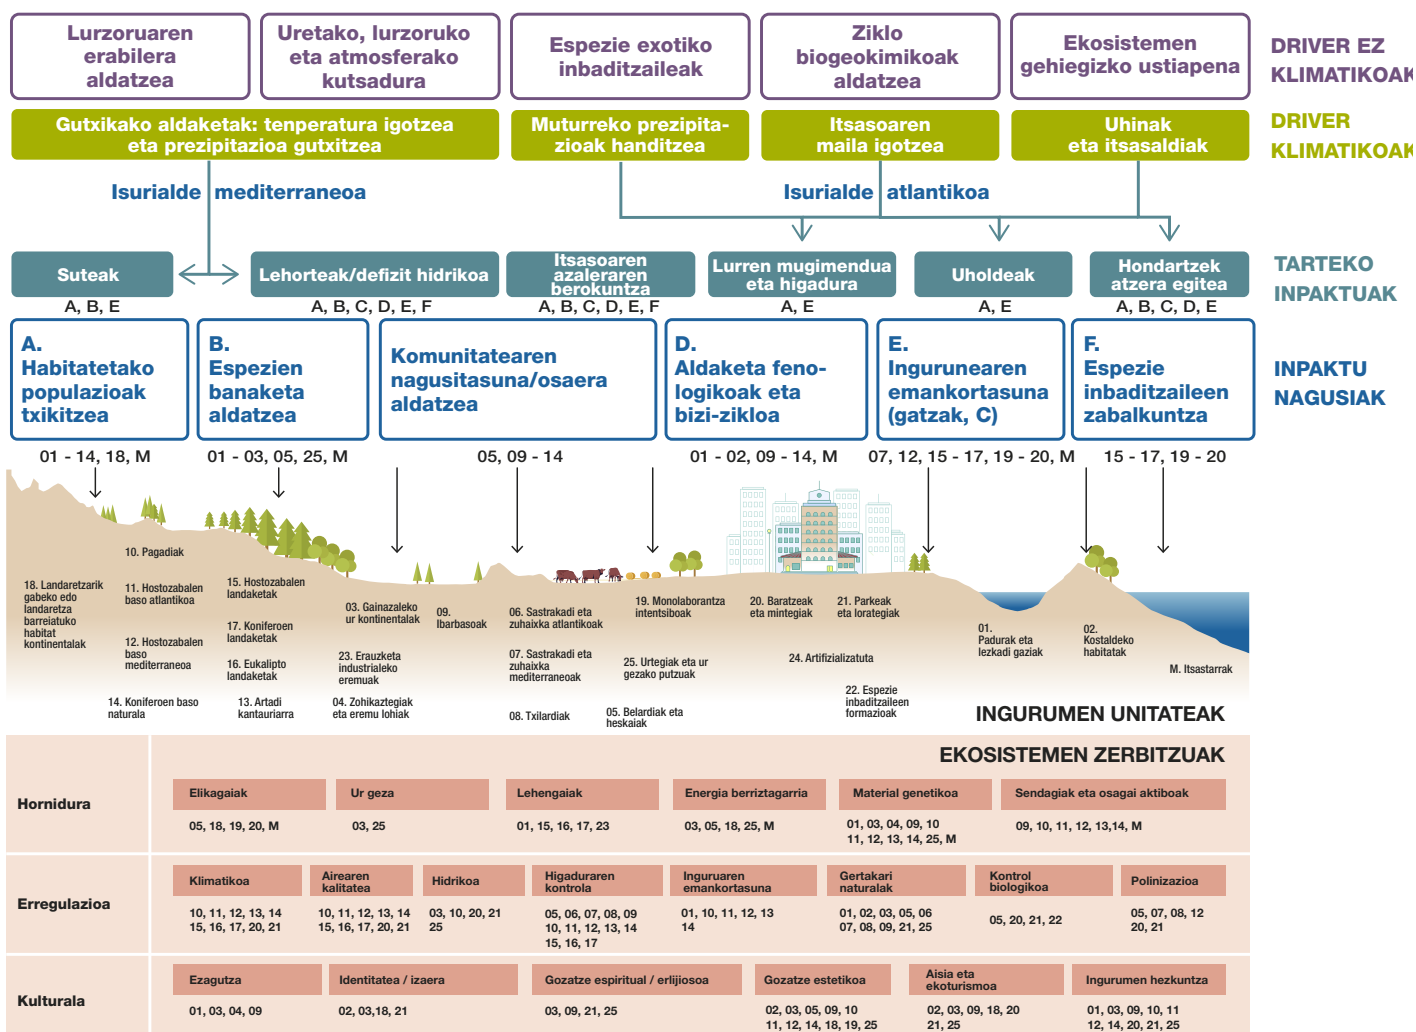 Lurzoruaren
erabilera
aldatzea
Uretako, lurzoruko
eta atmosferako
kutsadura
Espezie exotiko
inbaditzaileak
Ziklo
biogeokimikoak
aldatzea
Ekosistemen
gehiegizko ustiapena
DRIVER EZ
KLIMATIKOAK
Gutxikako aldaketak: tenperatura igotzea
eta prezipitazioa gutxitzea
Muturreko prezipita-
zioak handitzea
Itsasoaren
maila igotzea
Uhinak
eta itsasaldiak
DRIVER
KLIMATIKOAK
Isurialde mediterraneoa
Isurialde atlantikoa
Suteak
Lehorteak/defizit hidrikoa
Itsasoaren
azaleraren
berokuntza
Lurren mugimendua
eta higadura
Uholdeak
Hondartzek
atzera egitea
TARTEKO
INPAKTUAK
A, B, E
A, B, C, D, E, F
A, B, C, D, E, F
A, E
A, E
A, B, C, D, E
A.
Habitatetako
populazioak
txikitzea
B.
Espezien
banaketa
aldatzea
Komunitatearen
nagusitasuna/osaera
aldatzea
D.
Aldaketa feno-
logikoak eta
bizi-zikloa
E.
Ingurunearen
emankortasuna
(gatzak, C)
F.
Espezie
inbaditzaileen
zabalkuntza
INPAKTU
NAGUSIAK
01 - 14, 18, M
01 - 03, 05, 25, M
05, 09 - 14
01 - 02, 09 - 14, M
07, 12, 15 - 17, 19 - 20, M
15 - 17, 19 - 20
18. Landaretzarik
gabeko edo
landaretza
barreiatuko
habitat
kontinentalak
10. Pagadiak
11. Hostozabalen
baso atlantikoa
12. Hostozabalen
baso
mediterraneoa
14. Koniferoen baso
naturala
15. Hostozabalen
landaketak
17. Koniferoen
landaketak
16. Eukalipto
landaketak
13. Artadi
kantauriarra
03. Gainazaleko
ur kontinentalak
23. Erauzketa
industrialeko
eremuak
04. Zohikaztegiak
eta eremu lohiak
09.
Ibarbasoak
06. Sastrakadi eta
zuhaixka atlantikoak
07. Sastrakadi eta
zuhaixka
mediterraneoak
08. Txilardiak
19. Monolaborantza
intentsiboak
25. Urtegiak eta ur
gezako putzuak
05. Belardiak eta
heskaiak
20. Baratzeak
eta mintegiak
21. Parkeak
eta lorategiak
24. Artifizializatuta
22. Espezie
inbaditzaileen
formazioak
01.
Padurak eta
lezkadi gaziak
02.
Kostaldeko
habitatak
M. Itsastarrak
INGURUMEN UNITATEAK
EKOSISTEMEN ZERBITZUAK
Hornidura
Elikagaiak
05, 18, 19, 20, M
Ur geza
03, 25
Lehengaiak
01, 15, 16, 17, 23
Energia berriztagarria
03, 05, 18, 25, M
Material genetikoa
01, 03, 04, 09, 10
11, 12, 13, 14, 25, M
Sendagiak eta osagai aktiboak
09, 10, 11, 12, 13,14, M
Erregulazioa
Klimatikoa
10, 11, 12, 13, 14
15, 16, 17, 20, 21
Airearen
kalitatea
10, 11, 12, 13, 14
15, 16, 17, 20, 21
Hidrikoa
03, 10, 20, 21
25
Higaduraren
kontrola
05, 06, 07, 08, 09
10, 11, 12, 13, 14
15, 16, 17
Inguruaren
emankortasuna
01, 10, 11, 12, 13
14
Gertakari
naturalak
01, 02, 03, 05, 06
07, 08, 09, 21, 25
Kontrol
biologikoa
05, 20, 21, 22
Polinizazioa
05, 07, 08, 12
20, 21
Kulturala
Ezagutza
01, 03, 04, 09
Identitatea / izaera
02, 03,18, 21
Gozatze espiritual / erlijiosoa
03, 09, 21, 25
Gozatze estetikoa
02, 03, 05, 09, 10
11, 12, 14, 18, 19, 25
Aisia eta
ekoturismoa
02, 03, 09, 18, 20
21, 25
Ingurumen hezkuntza
01, 03, 09, 10, 11
12, 14, 20, 21, 25